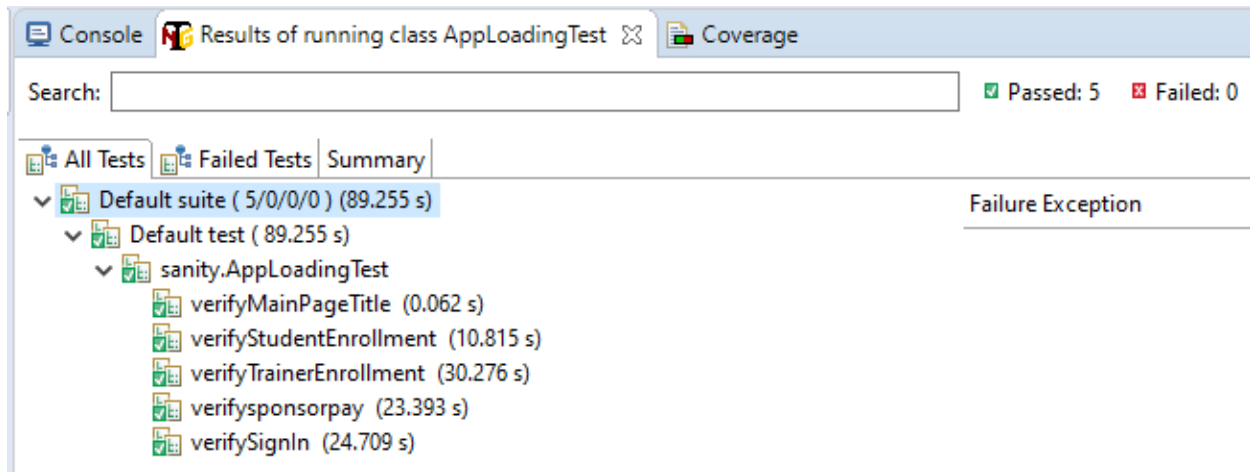 Console Results of running class AppLoadingTest Coverage
Search: Passed: 5 Failed: 0
All Tests Failed Tests Summary
Default suite ( 5/0/0/0 ) (89.255 s) Failure Exception
Default test ( 89.255 s)
sanity.AppLoadingTest
verifyMainPageTitle (0.062 s)
verifyStudentEnrollment (10.815 s)
verifyTrainerEnrollment (30.276 s)
verifysponsorpay (23.393 s)
verifySignIn (24.709 s)